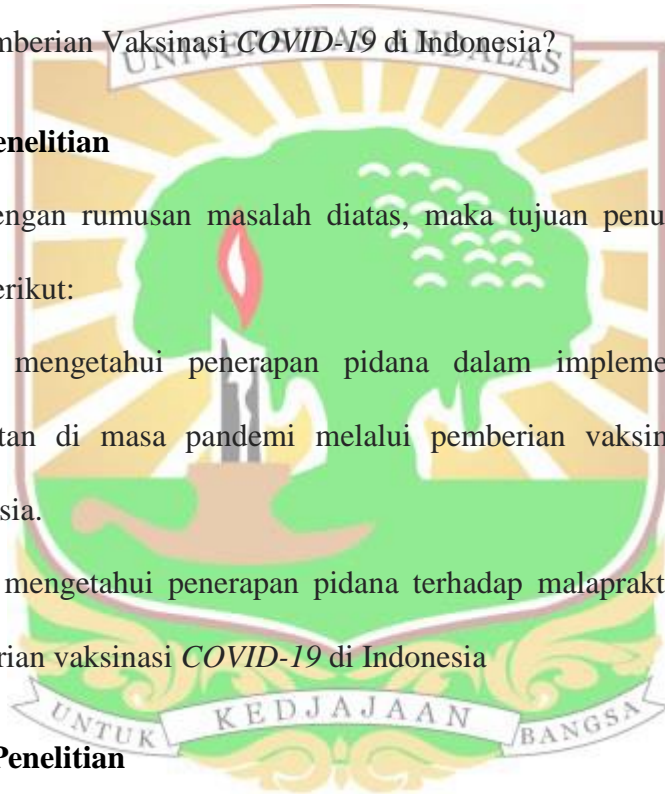 mberian Vaksinasi COVID-19 di Indonesia?
UNIVERSITAS ANDALAS
enelitian
engan rumusan masalah diatas, maka tujuan penu
erikut:
mengetahui penerapan pidana dalam impleme
tan di masa pandemi melalui pemberian vaksin
sia.
mengetahui penerapan pidana terhadap malaprakt
rian vaksinasi COVID-19 di Indonesia
UNTUK KEDJAJAAN BANGSA
Penelitian